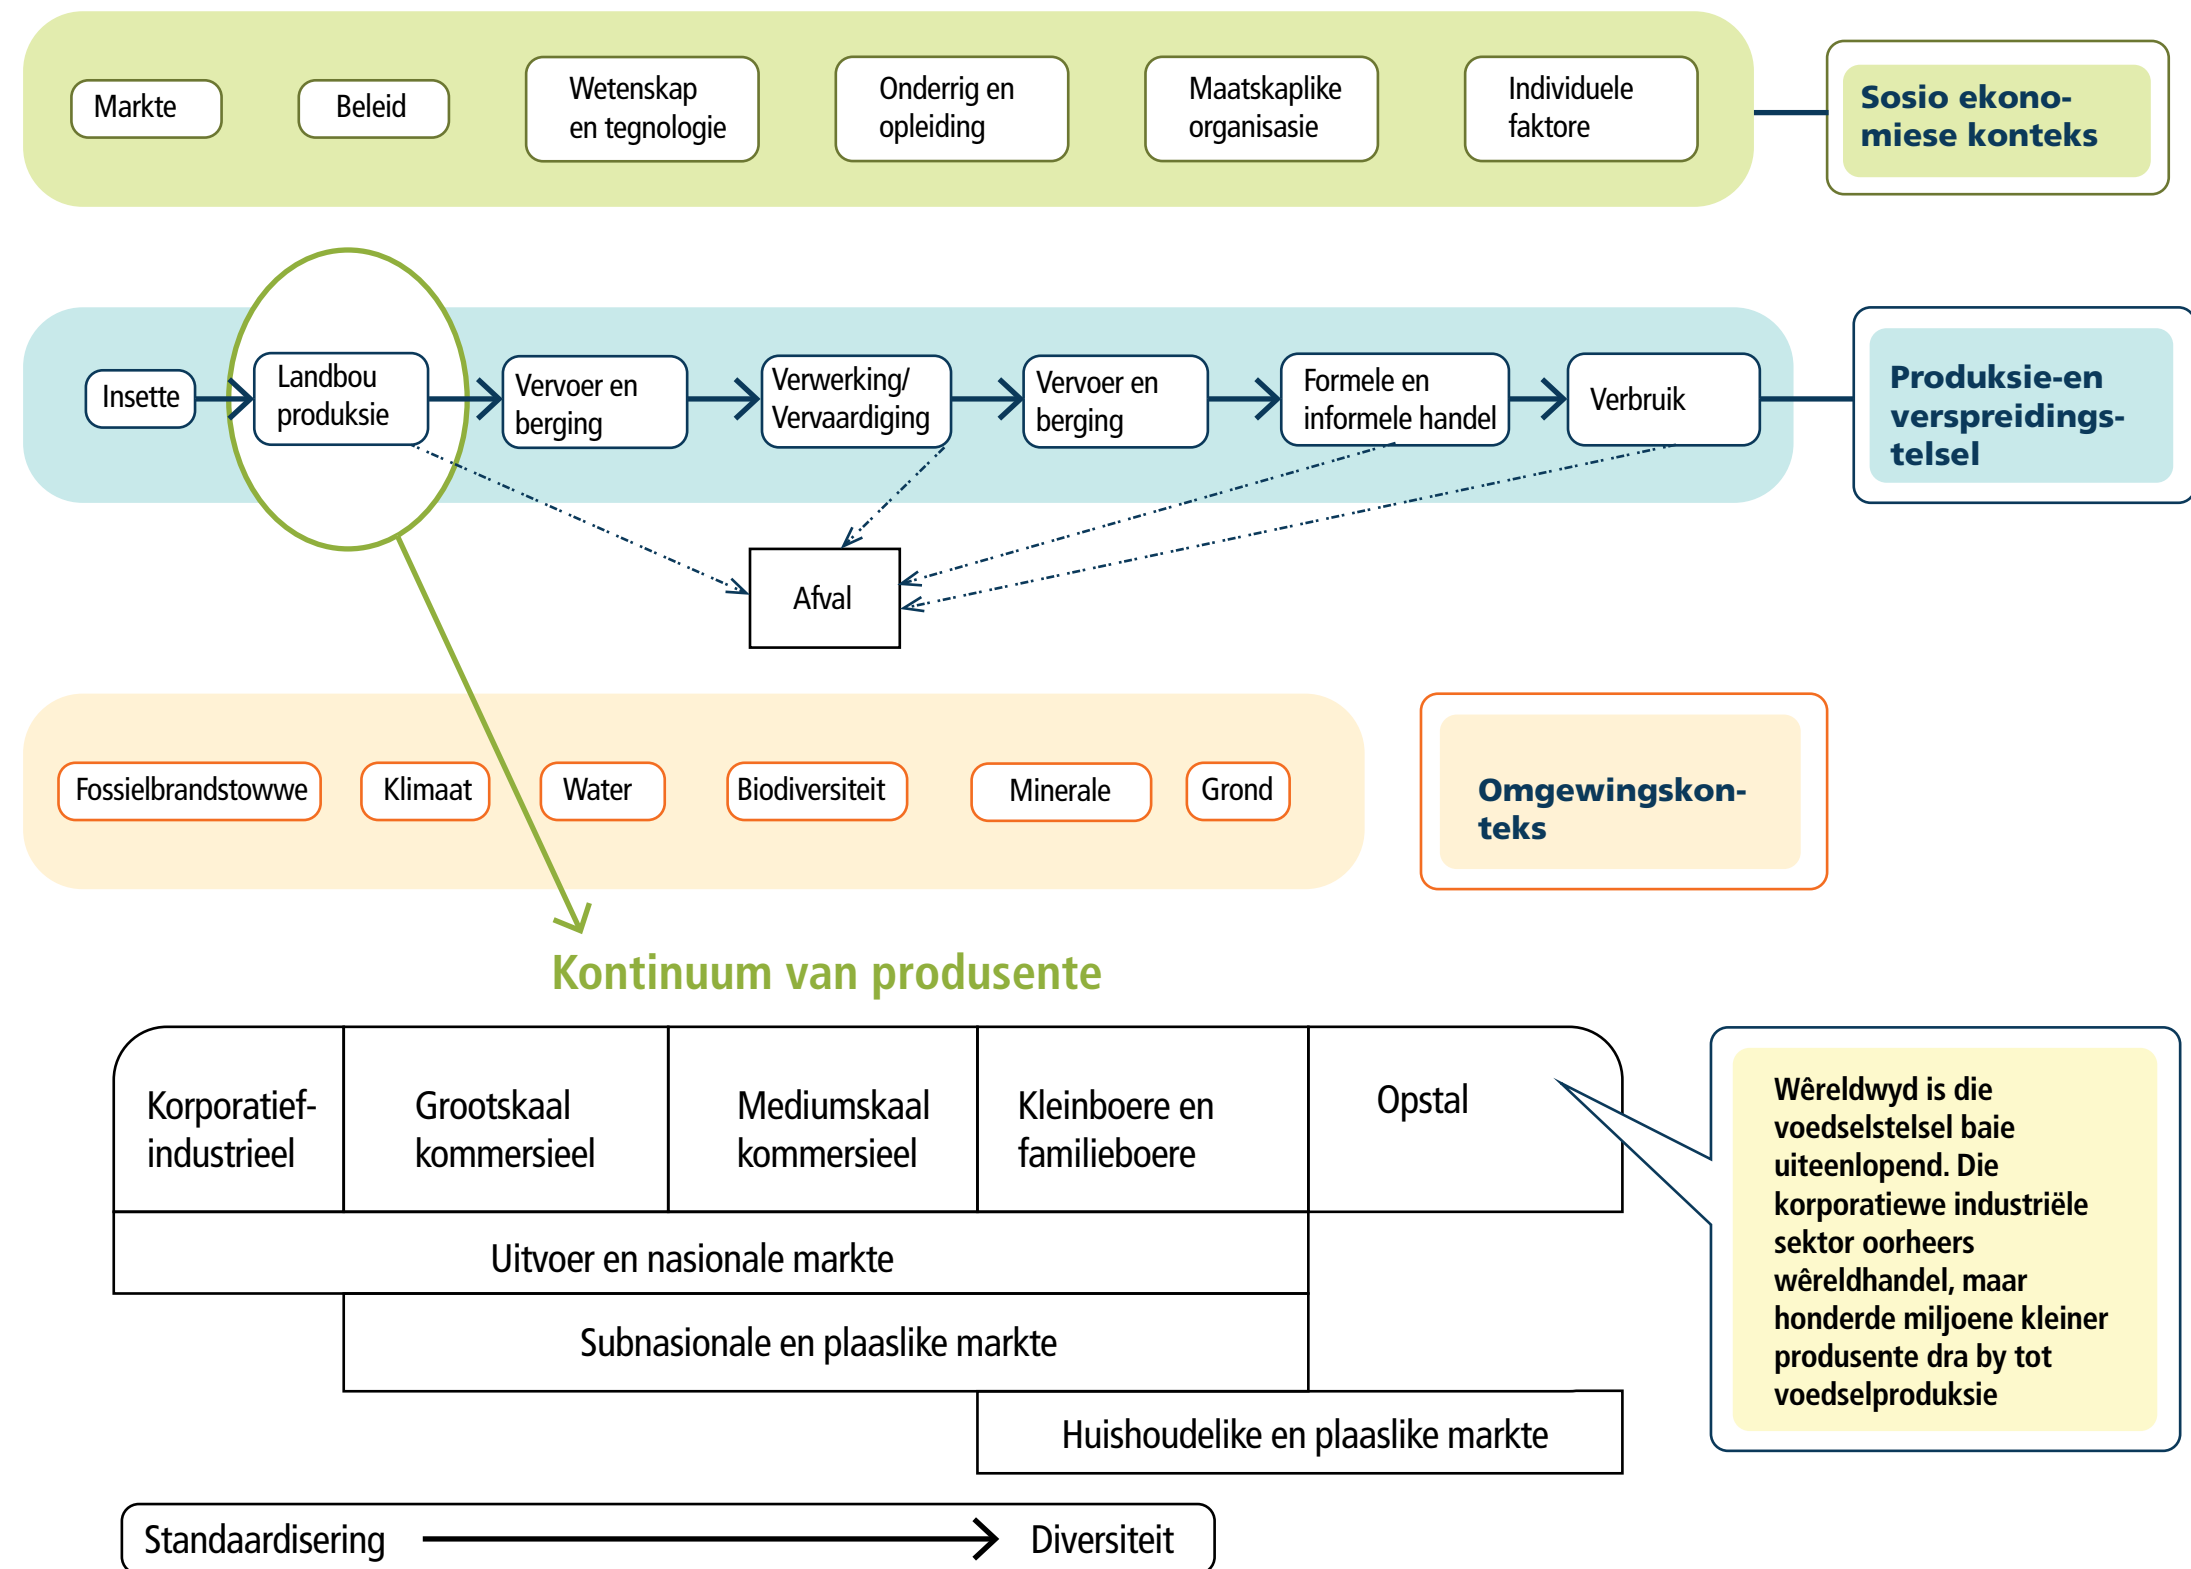 Markte
Beleid
Wetenskap
en tegnologie
Onderrig en
opleiding
Maatskaplike
organisasie
Individuele
faktore
Sosio ekono-
miese konteks
Insette
Landbou
produksie
Vervoer en
berging
Verwerking/
Vervaardiging
Vervoer en
berging
Formele en
informele handel
Verbruik
Produksie-en
verspreidings-
telsel
Afval
Fossielbrandstowwe
Klimaat
Water
Biodiversiteit
Minerale
Grond
Omgewingskon-
teks
Kontinuum van produsente
Korporatief-
industrieel
Grootskaal
kommersieel
Mediumskaal
kommersieel
Kleinboere en
familieboere
Opstal
Uitvoer en nasionale markte
Subnasionale en plaaslike markte
Huishoudelike en plaaslike markte
Wêreldwyd is die
voedselstelsel baie
uiteenlopend. Die
korporatiewe industriële
sektor oorheers
wêreldhandel, maar
honderde miljoene kleiner
produsente dra by tot
voedselproduksie
Standaardisering
Diversiteit